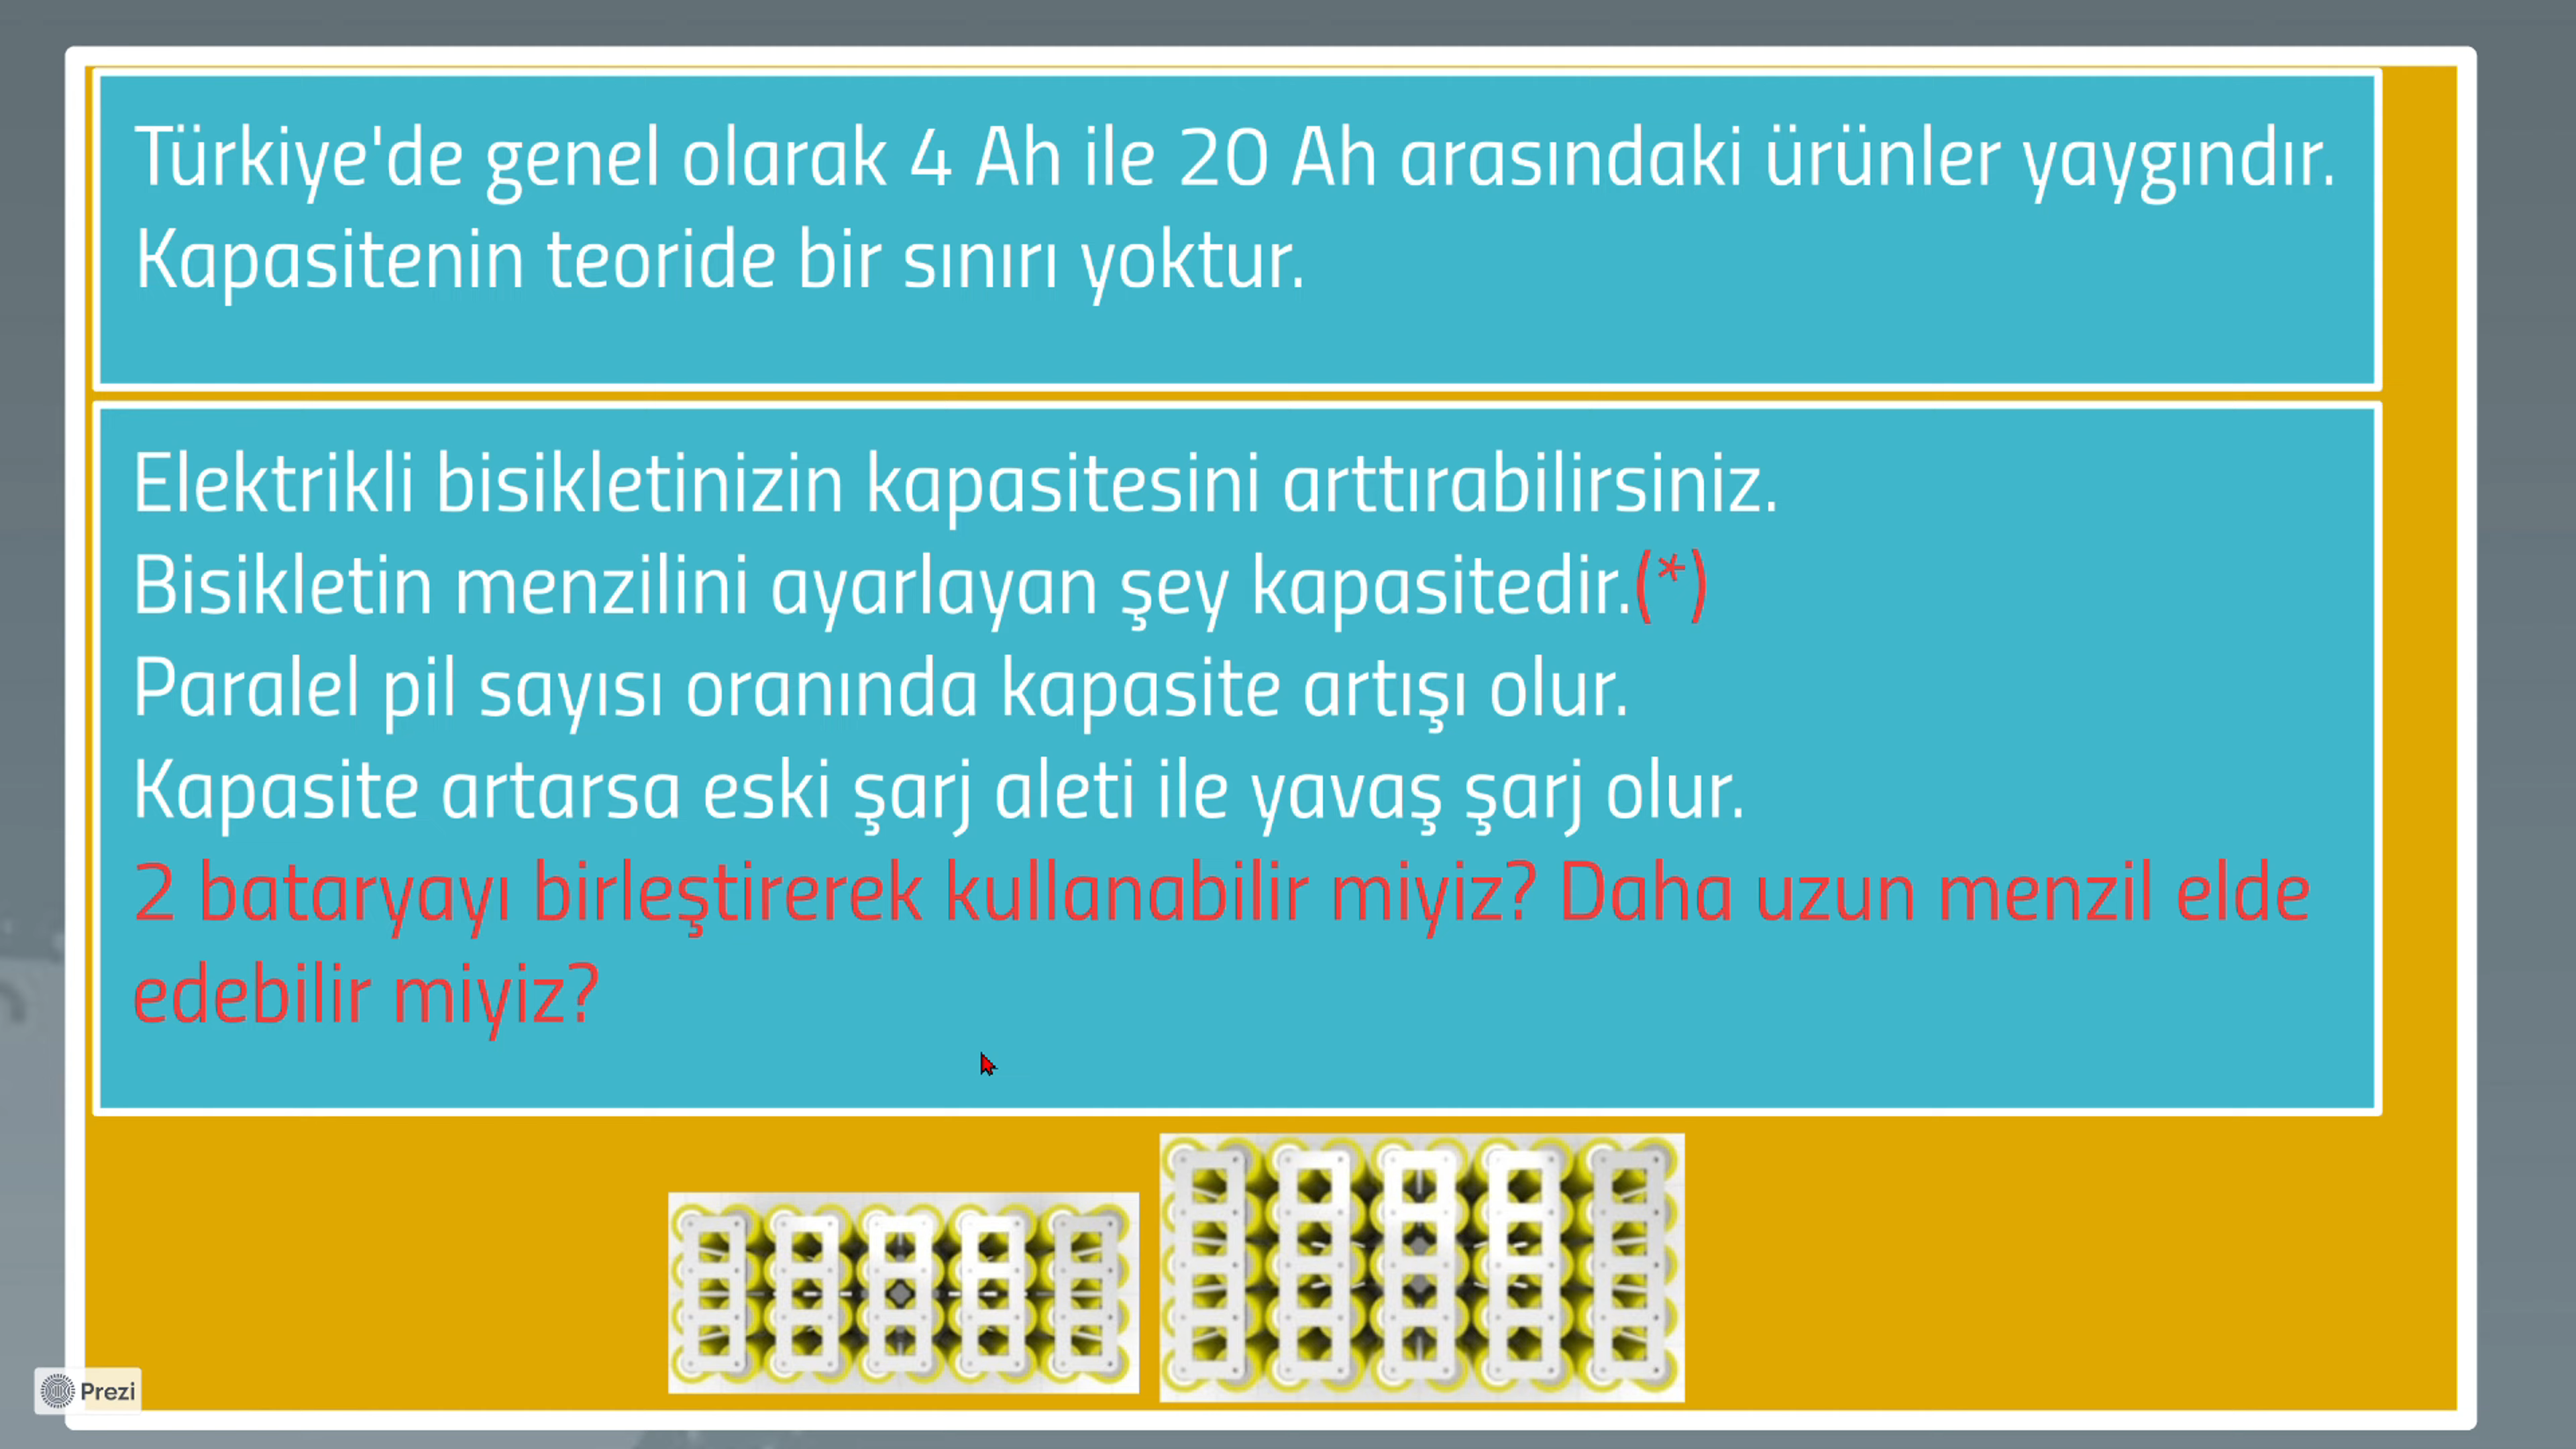 Türkiye'de genel olarak 4 Ah ile 20 Ah arasındaki ürünler yaygındır.
Kapasitenin teoride bir sınırı yoktur.
Elektrikli bisikletinizin kapasitesini arttırabilirsiniz.
Bisikletin menzilini ayarlayan şey kapasitedir.(*)
Paralel pil sayısı oranında kapasite artışı olur.
Kapasite artarsa eski şarj aleti ile yavaş şarj olur.
2 bataryayı birleştirerek kullanabilir miyiz? Daha uzun menzil elde
edebilir miyiz?
Prezi